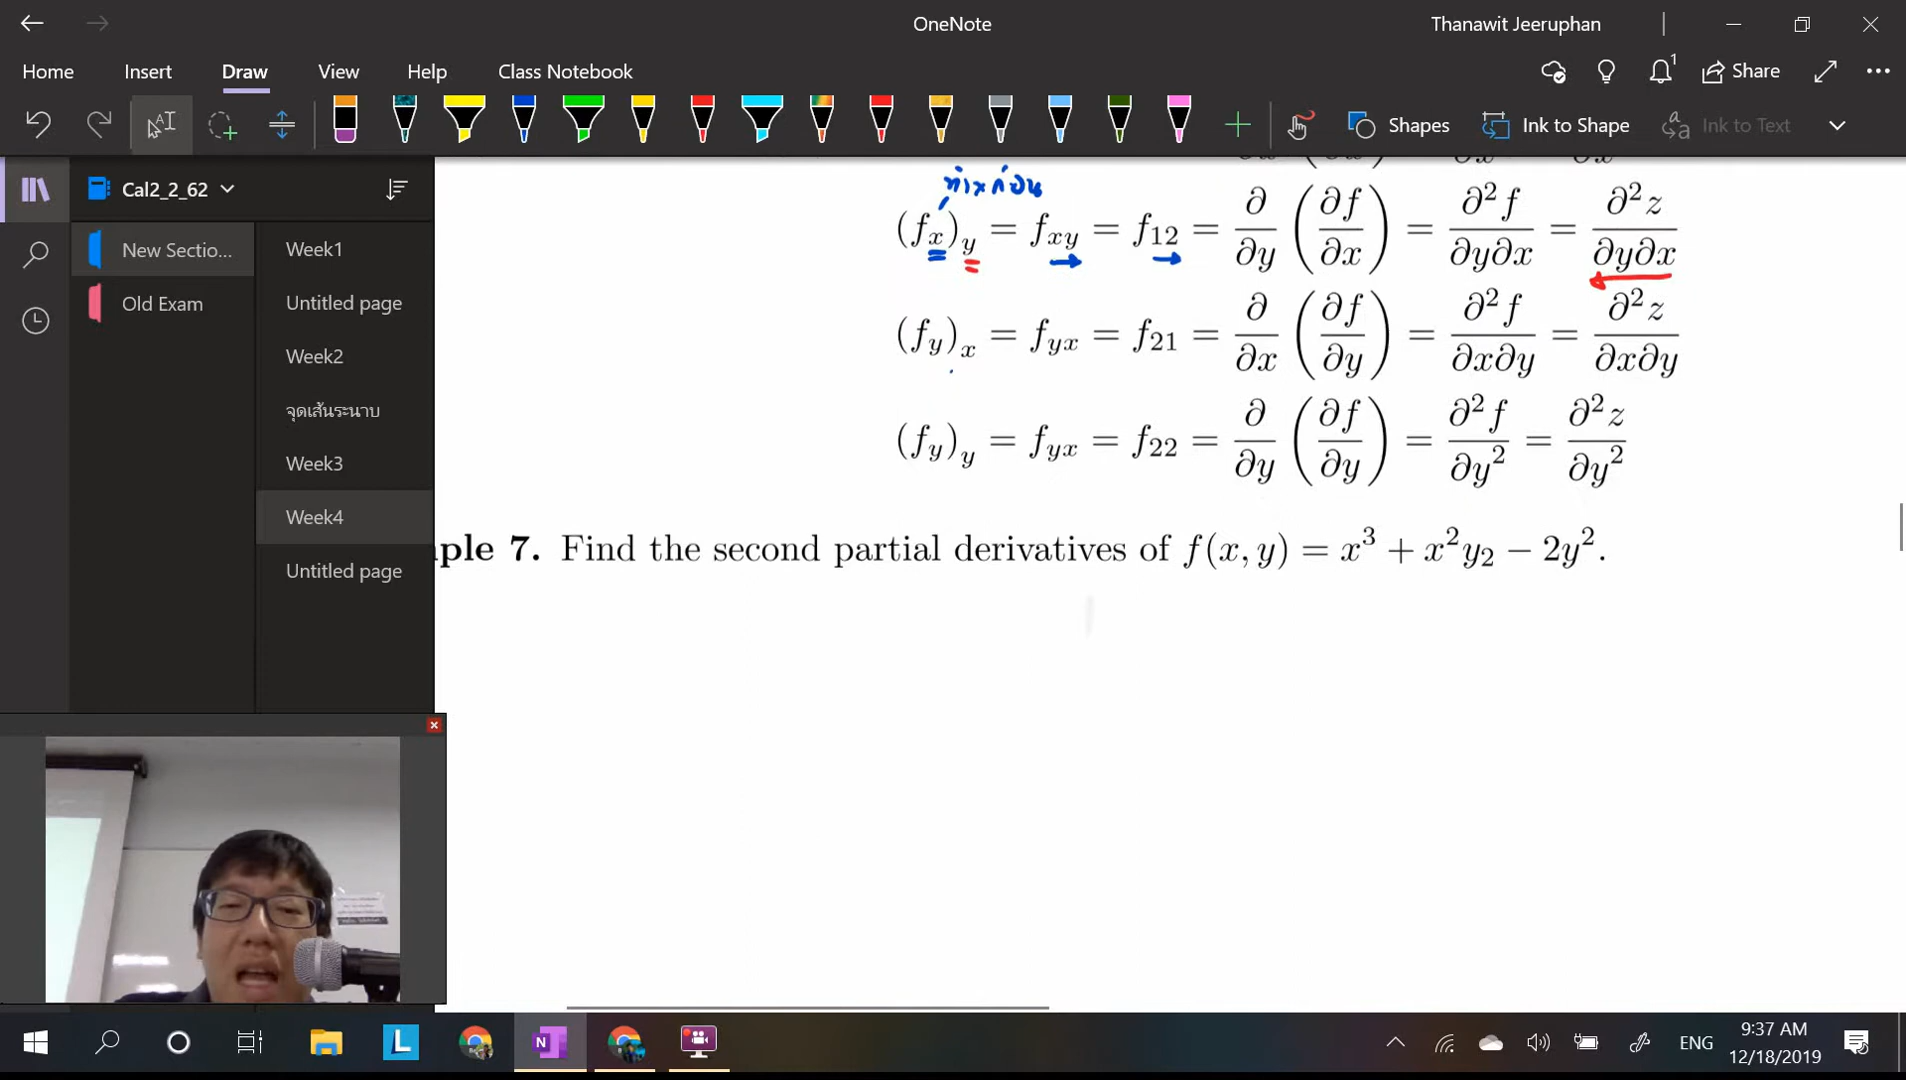 OneNote
Thanawit Jeeruphan
Home Insert Draw View Help Class Notebook
1
Share
Shapes
Ink to Shape
Ink to Text
Cal2_2_62
New Sectio...
Old Exam
Week1
Untitled page
Week2
จุดเส้นระนาบ
Week3
Week4
Untitled page
ทำ x ก่อน
(f_x)_y = f_{xy} = f_{12} = ∂/∂y (∂f/∂x) = ∂²f/∂y∂x = ∂²z/∂y∂x
(f_y)_x = f_{yx} = f_{21} = ∂/∂x (∂f/∂y) = ∂²f/∂x∂y = ∂²z/∂x∂y
(f_y)_y = f_{yx} = f_{22} = ∂/∂y (∂f/∂y) = ∂²f/∂y² = ∂²z/∂y²
ple 7. Find the second partial derivatives of f(x, y) = x³ + x²y₂ − 2y².
ENG
9:37 AM
12/18/2019